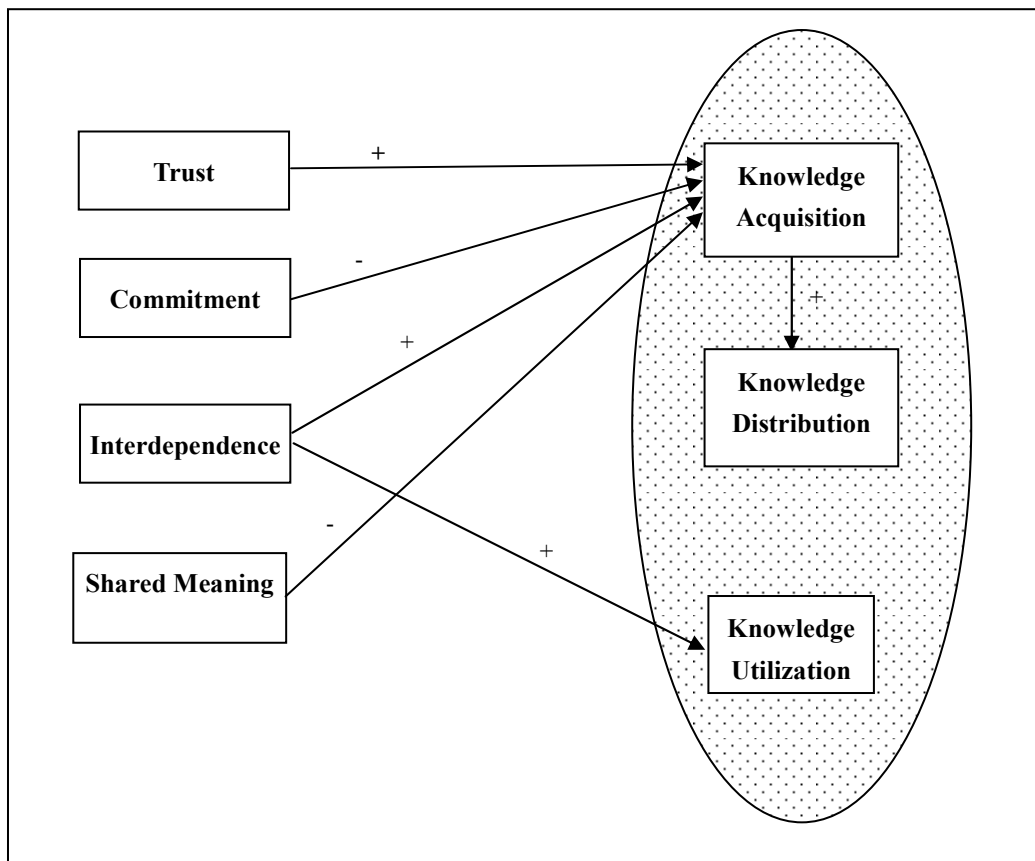 Trust
+
Knowledge
Acquisition
-
Commitment
+
+
Knowledge
Distribution
Interdependence
-
+
Shared Meaning
Knowledge
Utilization